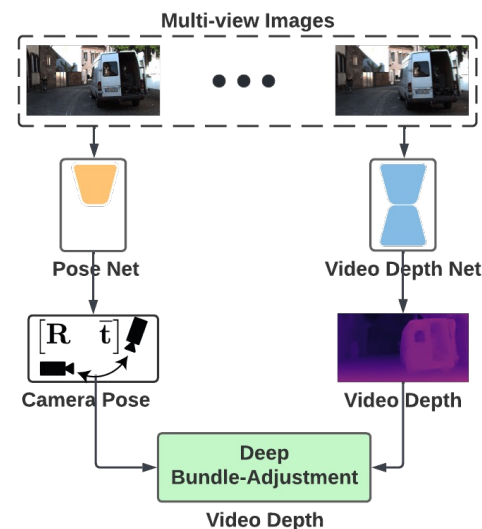 Multi-view Images
Pose Net
Video Depth Net
[R t̄]
Camera Pose
Video Depth
Deep
Bundle-Adjustment
Video Depth